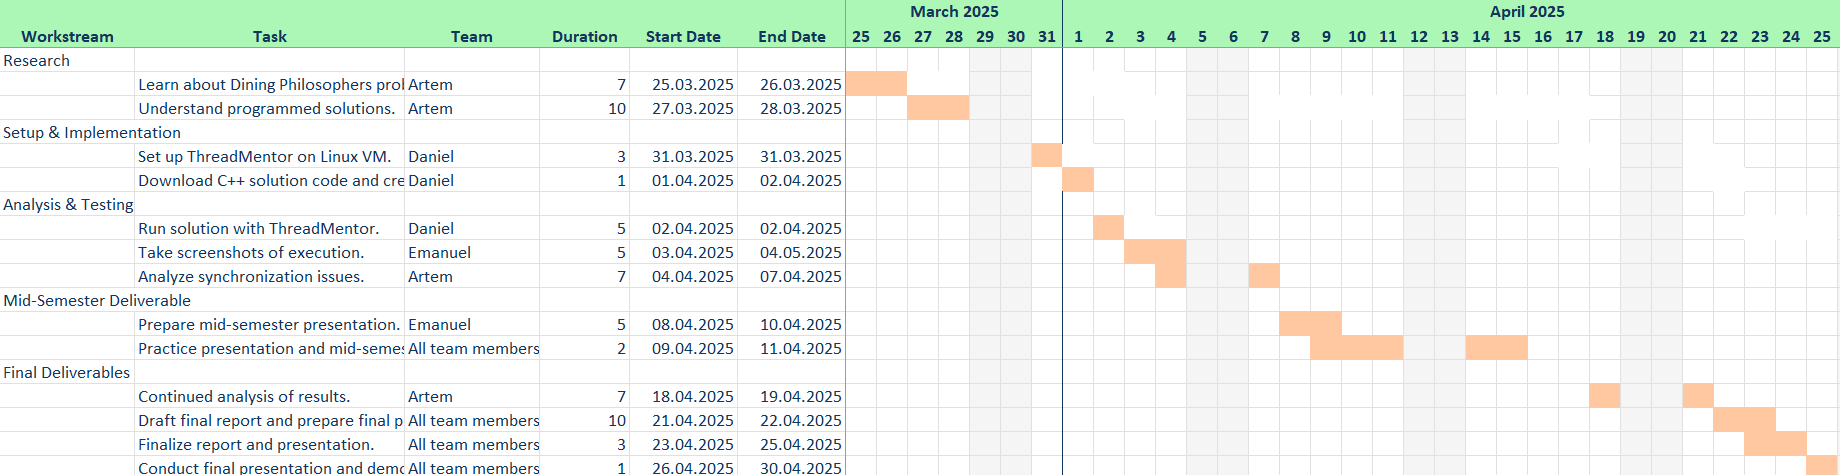 March 2025 April 2025
Workstream Task Team Duration Start Date End Date 25 26 27 28 29 30 31 1 2 3 4 5 6 7 8 9 10 11 12 13 14 15 16 17 18 19 20 21 22 23 24 25
Research
Learn about Dining Philosophers prol Artem 7 25.03.2025 26.03.2025
Understand programmed solutions. Artem 10 27.03.2025 28.03.2025
Setup & Implementation
Set up ThreadMentor on Linux VM. Daniel 3 31.03.2025 31.03.2025
Download C++ solution code and cre Daniel 1 01.04.2025 02.04.2025
Analysis & Testing
Run solution with ThreadMentor. Daniel 5 02.04.2025 02.04.2025
Take screenshots of execution. Emanuel 5 03.04.2025 04.05.2025
Analyze synchronization issues. Artem 7 04.04.2025 07.04.2025
Mid-Semester Deliverable
Prepare mid-semester presentation. Emanuel 5 08.04.2025 10.04.2025
Practice presentation and mid-semes All team members 2 09.04.2025 11.04.2025
Final Deliverables
Continued analysis of results. Artem 7 18.04.2025 19.04.2025
Draft final report and prepare final p All team members 10 21.04.2025 22.04.2025
Finalize report and presentation. All team members 3 23.04.2025 25.04.2025
Conduct final presentation and demo All team members 1 26.04.2025 30.04.2025